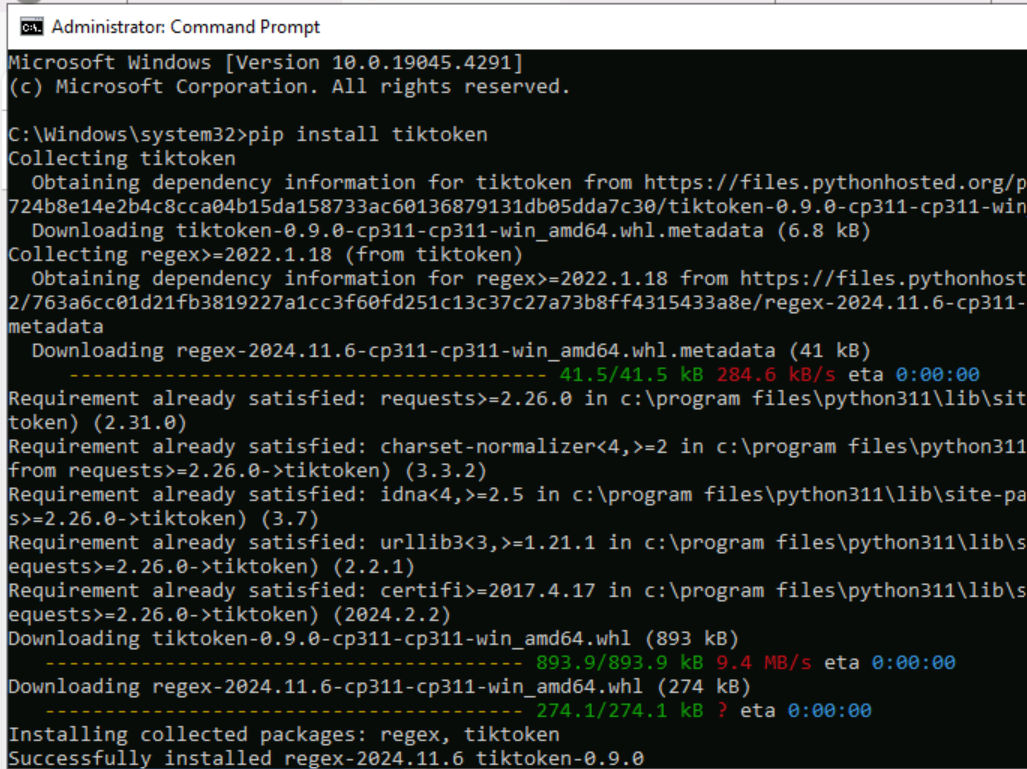 Administrator: Command Prompt
Microsoft Windows [Version 10.0.19045.4291]
(c) Microsoft Corporation. All rights reserved.
C:\Windows\system32>pip install tiktoken
Collecting tiktoken
  Obtaining dependency information for tiktoken from https://files.pythonhosted.org/p
724b8e14e2b4c8cca04b15da158733ac60136879131db05dda7c30/tiktoken-0.9.0-cp311-cp311-win
  Downloading tiktoken-0.9.0-cp311-cp311-win_amd64.whl.metadata (6.8 kB)
Collecting regex>=2022.1.18 (from tiktoken)
  Obtaining dependency information for regex>=2022.1.18 from https://files.pythonhost
2/763a6cc01d21fb3819227a1cc3f60fd251c13c37c27a73b8ff4315433a8e/regex-2024.11.6-cp311-
metadata
  Downloading regex-2024.11.6-cp311-cp311-win_amd64.whl.metadata (41 kB)
     ---------------------------------------- 41.5/41.5 kB 284.6 kB/s eta 0:00:00
Requirement already satisfied: requests>=2.26.0 in c:\program files\python311\lib\sit
token) (2.31.0)
Requirement already satisfied: charset-normalizer<4,>=2 in c:\program files\python311
from requests>=2.26.0->tiktoken) (3.3.2)
Requirement already satisfied: idna<4,>=2.5 in c:\program files\python311\lib\site-pa
s>=2.26.0->tiktoken) (3.7)
Requirement already satisfied: urllib3<3,>=1.21.1 in c:\program files\python311\lib\s
equests>=2.26.0->tiktoken) (2.2.1)
Requirement already satisfied: certifi>=2017.4.17 in c:\program files\python311\lib\s
equests>=2.26.0->tiktoken) (2024.2.2)
Downloading tiktoken-0.9.0-cp311-cp311-win_amd64.whl (893 kB)
   ---------------------------------------- 893.9/893.9 kB 9.4 MB/s eta 0:00:00
Downloading regex-2024.11.6-cp311-cp311-win_amd64.whl (274 kB)
   ---------------------------------------- 274.1/274.1 kB ? eta 0:00:00
Installing collected packages: regex, tiktoken
Successfully installed regex-2024.11.6 tiktoken-0.9.0